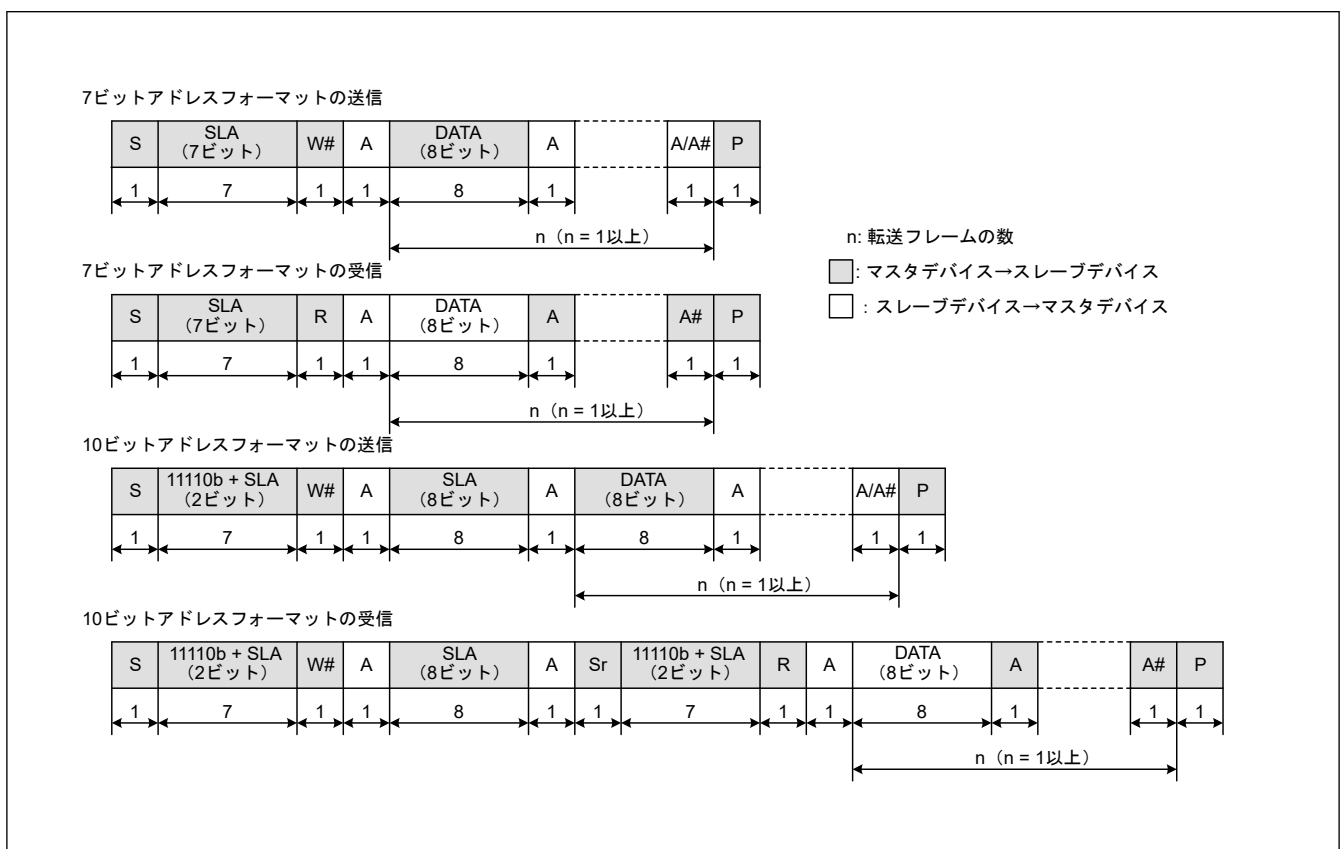 7ビットアドレスフォーマットの送信
S
SLA
（7ビット）
W#
A
DATA
（8ビット）
A
A/A#
P
1
7
1
1
8
1
1
1
n（n = 1以上）
n: 転送フレームの数
: マスタデバイス→スレーブデバイス
: スレーブデバイス→マスタデバイス
7ビットアドレスフォーマットの受信
S
SLA
（7ビット）
R
A
DATA
（8ビット）
A
A#
P
1
7
1
1
8
1
1
1
n（n = 1以上）
10ビットアドレスフォーマットの送信
S
11110b + SLA
（2ビット）
W#
A
SLA
（8ビット）
A
DATA
（8ビット）
A
A/A#
P
1
7
1
1
8
1
8
1
1
1
n（n = 1以上）
10ビットアドレスフォーマットの受信
S
11110b + SLA
（2ビット）
W#
A
SLA
（8ビット）
A
Sr
11110b + SLA
（2ビット）
R
A
DATA
（8ビット）
A
A#
P
1
7
1
1
8
1
1
7
1
1
8
1
1
1
n（n = 1以上）